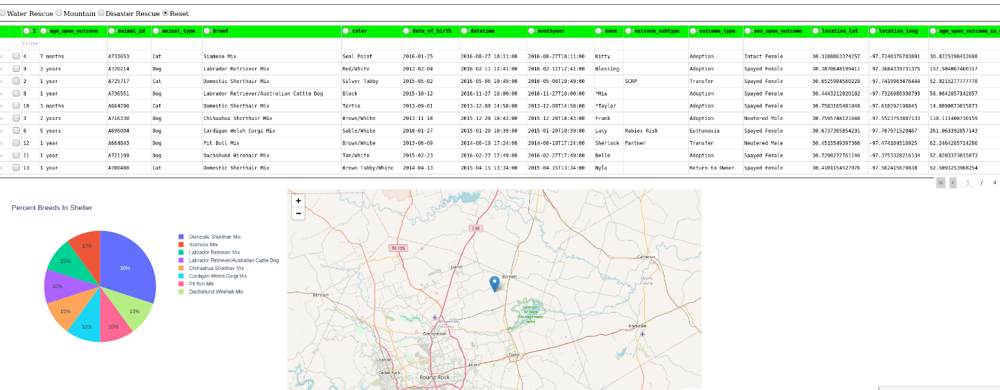 Water Rescue Mountain Disaster Rescue Reset
1 age_upon_outcome animal_id animal_type breed color date_of_birth datetime monthyear name outcome_subtype outcome_type sex_upon_outcome location_lat location_long age_upon_outcome_in_
filter
4 7 months A733653 Cat Siamese Mix Seal Point 2016-01-25 2016-08-27 18:11:00 2016-08-27T18:11:00 Kitty Adoption Intact Female 30.3188063374257 -97.7240376703891 30.8225198412698
9 3 years A720214 Dog Labrador Retriever Mix Red/White 2013-02-04 2016-02-11 12:41:00 2016-02-11T12:41:00 Blessing Adoption Spayed Female 30.3870648199411 -97.3684339731375 157.504067460317
2 1 year A725717 Cat Domestic Shorthair Mix Silver Tabby 2015-05-02 2016-05-06 10:49:00 2016-05-06T10:49:00 SCRP Transfer Spayed Female 30.6525984560228 -97.7419963476444 52.9215277777778
8 1 year A736551 Dog Labrador Retriever/Australian Cattle Dog Black 2015-10-12 2016-11-27 18:00:00 2016-11-27T18:00:00 *Mia Adoption Spayed Female 30.4443212820182 -97.7326980338793 58.9642857142857
10 3 months A664290 Cat Domestic Shorthair Mix Tortie 2013-09-01 2013-12-08 14:58:00 2013-12-08T14:58:00 *Taylor Adoption Spayed Female 30.7583105481048 -97.618292198845 14.0890873015873
3 2 years A716330 Dog Chihuahua Shorthair Mix Brown/White 2013-11-18 2015-12-28 18:43:00 2015-12-28T18:43:00 Frank Adoption Neutered Male 30.7595748121648 -97.5523753807133 110.111408730159
6 5 years A696004 Dog Cardigan Welsh Corgi Mix Sable/White 2010-01-27 2015-01-28 10:39:00 2015-01-28T10:39:00 Lucy Rabies Risk Euthanasia Spayed Female 30.6737365854231 -97.707971529467 261.063392857143
12 1 year A664843 Dog Pit Bull Mix Brown/White 2013-06-09 2014-08-18 17:24:00 2014-08-18T17:24:00 Sherlock Partner Transfer Neutered Male 30.4515549397366 -97.474104510925 62.2464285714286
11 1 year A721199 Dog Dachshund Wirehair Mix Tan/White 2015-02-23 2016-02-27 17:49:00 2016-02-27T17:49:00 Belle Adoption Spayed Female 30.7290272761146 -97.3753328216134 52.8203373015873
13 1 year A700408 Cat Domestic Shorthair Mix Brown Tabby/White 2014-04-13 2015-04-15 13:34:00 2015-04-15T13:34:00 Nyla Return to Owner Spayed Female 30.4101154527976 -97.562415670838 52.5093253968254
« ‹ 1 / 4
Percent Breeds In Shelter
30%
10%
10%
10%
10%
10%
10%
10%
Domestic Shorthair Mix
Siamese Mix
Labrador Retriever Mix
Labrador Retriever/Australian Cattle Dog
Chihuahua Shorthair Mix
Cardigan Welsh Corgi Mix
Pit Bull Mix
Dachshund Wirehair Mix
+
−
I 35
TX 195
Jarrell
Bartlett
Cameron
Milam
County
Bertram
Granger
Wildlife
Management
Area
Williamson
County
Georgetown
Rockdale
Leander
Cedar Park
Hutto
Taylor
Round Rock